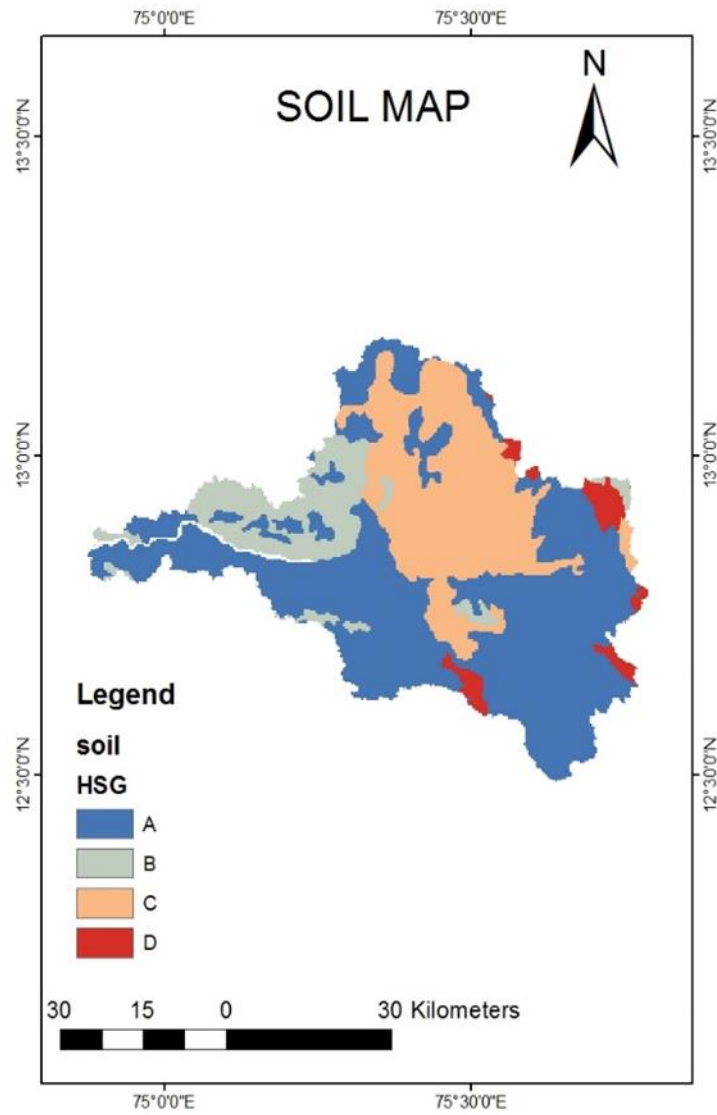 75°0'0"E 75°30'0"E
SOIL MAP
N
13°30'0"N 13°30'0"N
13°0'0"N 13°0'0"N
12°30'0"N 12°30'0"N
Legend
soil
HSG
A
B
C
D
30 15 0 30 Kilometers
75°0'0"E 75°30'0"E